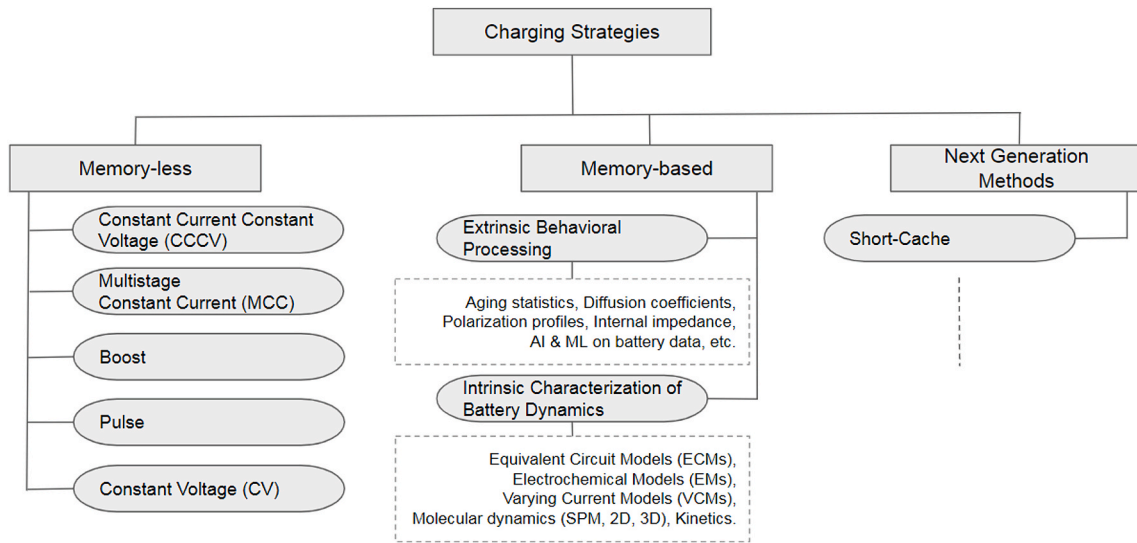 Charging Strategies
Memory-less
Constant Current Constant
Voltage (CCCV)
Multistage
Constant Current (MCC)
Boost
Pulse
Constant Voltage (CV)
Memory-based
Extrinsic Behavioral
Processing
Aging statistics, Diffusion coefficients,
Polarization profiles, Internal impedance,
AI & ML on battery data, etc.
Intrinsic Characterization of
Battery Dynamics
Equivalent Circuit Models (ECMs),
Electrochemical Models (EMs),
Varying Current Models (VCMs),
Molecular dynamics (SPM, 2D, 3D), Kinetics.
Next Generation
Methods
Short-Cache